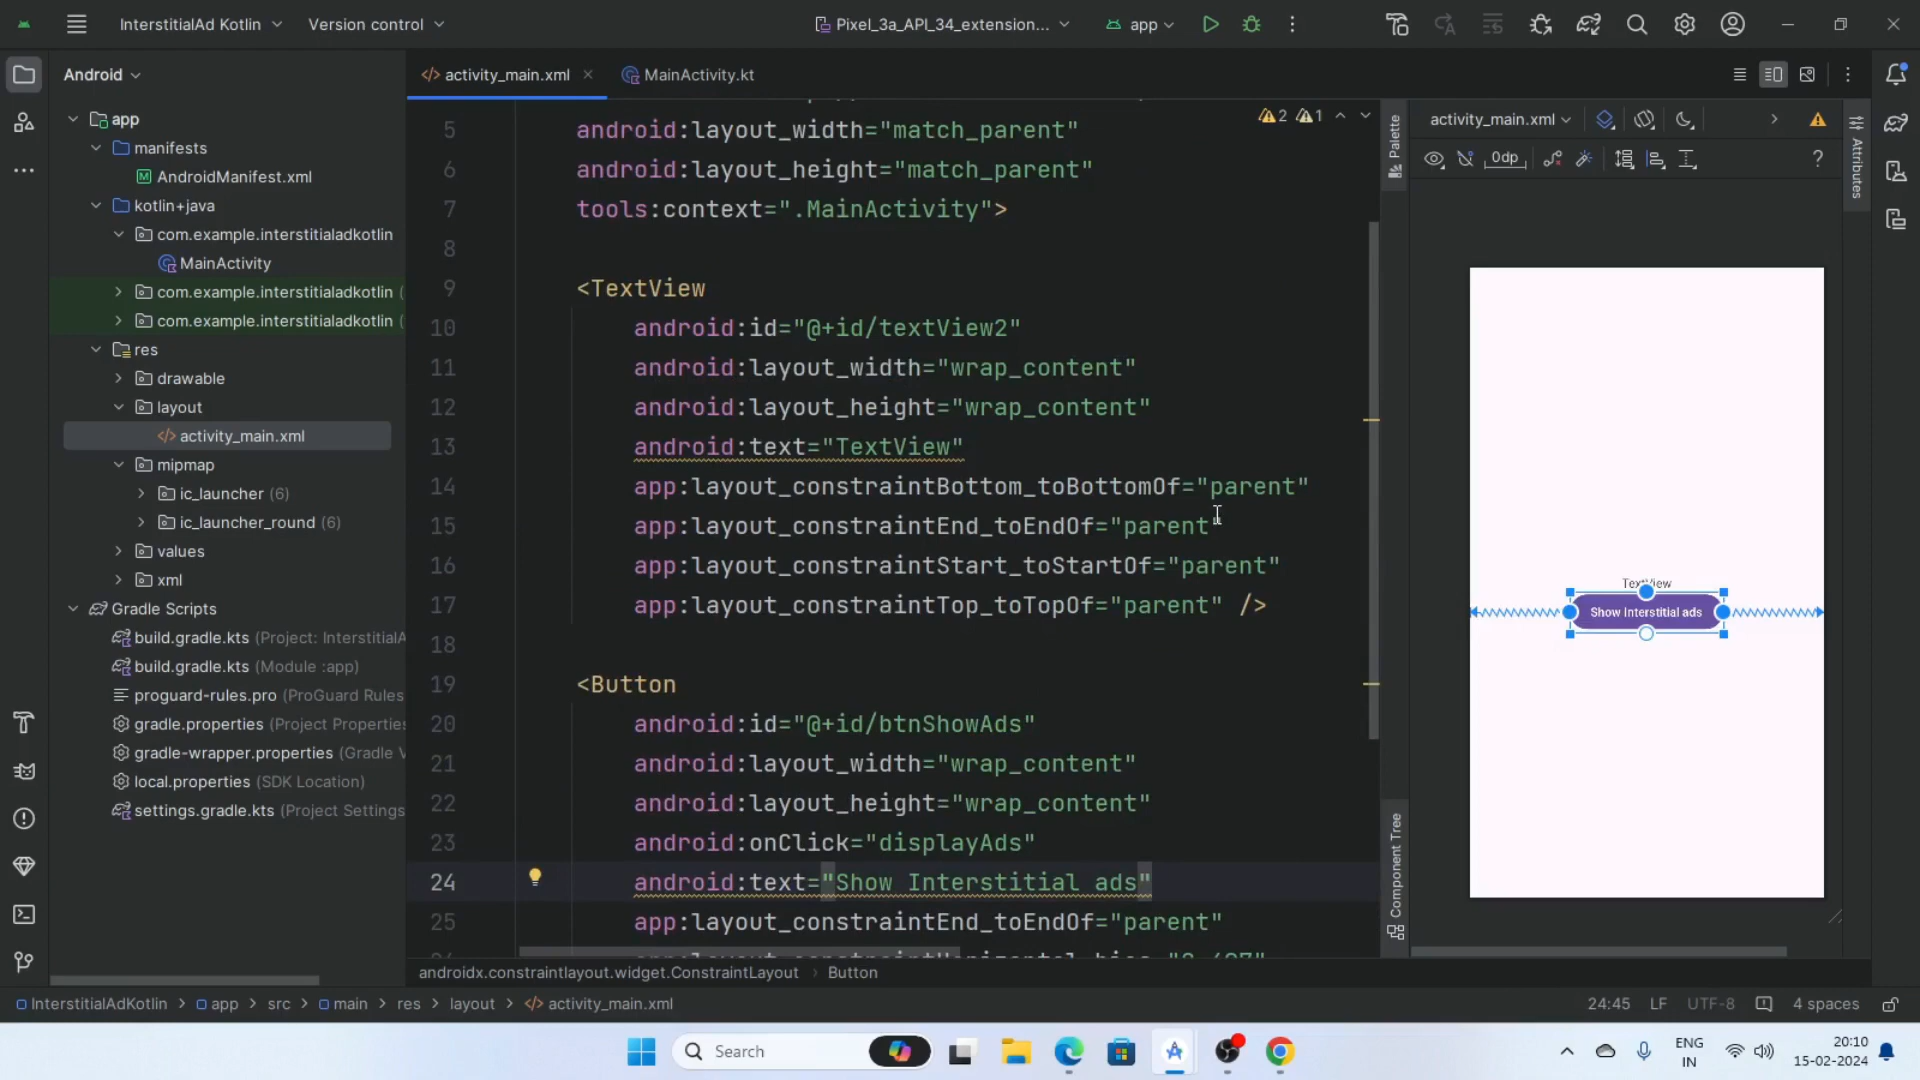 InterstitialAd Kotlin
Version control
Pixel_3a_API_34_extension...
app
Android
activity_main.xml
MainActivity.kt
app
manifests
AndroidManifest.xml
kotlin+java
com.example.interstitialadkotlin
MainActivity
com.example.interstitialadkotlin (
com.example.interstitialadkotlin (
res
drawable
layout
activity_main.xml
mipmap
ic_launcher (6)
ic_launcher_round (6)
values
xml
Gradle Scripts
build.gradle.kts (Project: InterstitialA
build.gradle.kts (Module :app)
proguard-rules.pro (ProGuard Rules
gradle.properties (Project Properties
gradle-wrapper.properties (Gradle V
local.properties (SDK Location)
settings.gradle.kts (Project Settings
2 1
5 android:layout_width="match_parent"
6 android:layout_height="match_parent"
7 tools:context=".MainActivity">
8
9 <TextView
10 android:id="@+id/textView2"
11 android:layout_width="wrap_content"
12 android:layout_height="wrap_content"
13 android:text="TextView"
14 app:layout_constraintBottom_toBottomOf="parent"
15 app:layout_constraintEnd_toEndOf="parent"
16 app:layout_constraintStart_toStartOf="parent"
17 app:layout_constraintTop_toTopOf="parent" />
18
19 <Button
20 android:id="@+id/btnShowAds"
21 android:layout_width="wrap_content"
22 android:layout_height="wrap_content"
23 android:onClick="displayAds"
24 android:text="Show Interstitial ads"
25 app:layout_constraintEnd_toEndOf="parent"
androidx.constraintlayout.widget.ConstraintLayout Button
Palette
Component Tree
activity_main.xml
0dp
?
Attributes
TextView
Show Interstitial ads
InterstitialAdKotlin > app > src > main > res > layout > activity_main.xml
24:45 LF UTF-8 4 spaces
Search
ENG
IN
20:10
15-02-2024